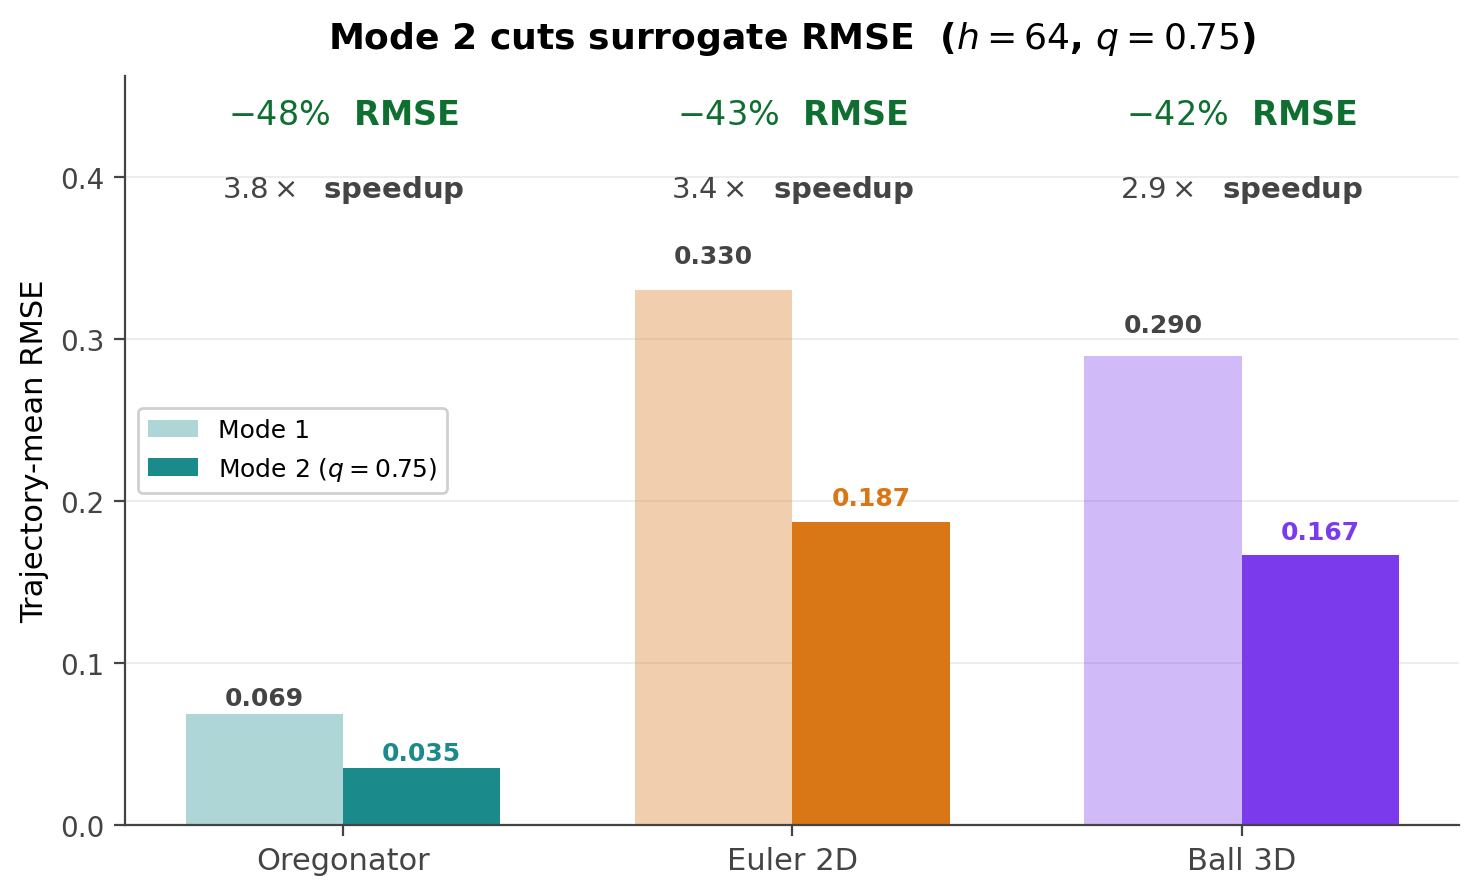 Mode 2 cuts surrogate RMSE (h = 64, q = 0.75)
−48% RMSE
−43% RMSE
−42% RMSE
3.8 × speedup
3.4 × speedup
2.9 × speedup
Trajectory-mean RMSE
0.4
0.3
0.2
0.1
0.0
Mode 1
Mode 2 (q = 0.75)
0.069
0.035
0.330
0.187
0.290
0.167
Oregonator
Euler 2D
Ball 3D